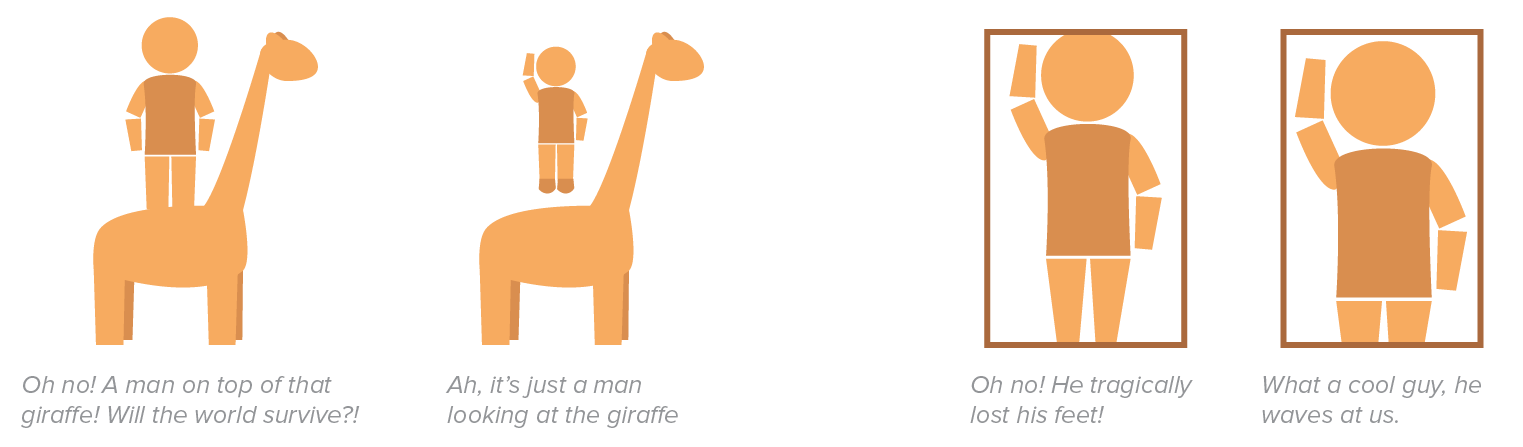 Oh no! A man on top of that
giraffe! Will the world survive?!
Ah, it's just a man
looking at the giraffe
Oh no! He tragically
lost his feet!
What a cool guy, he
waves at us.